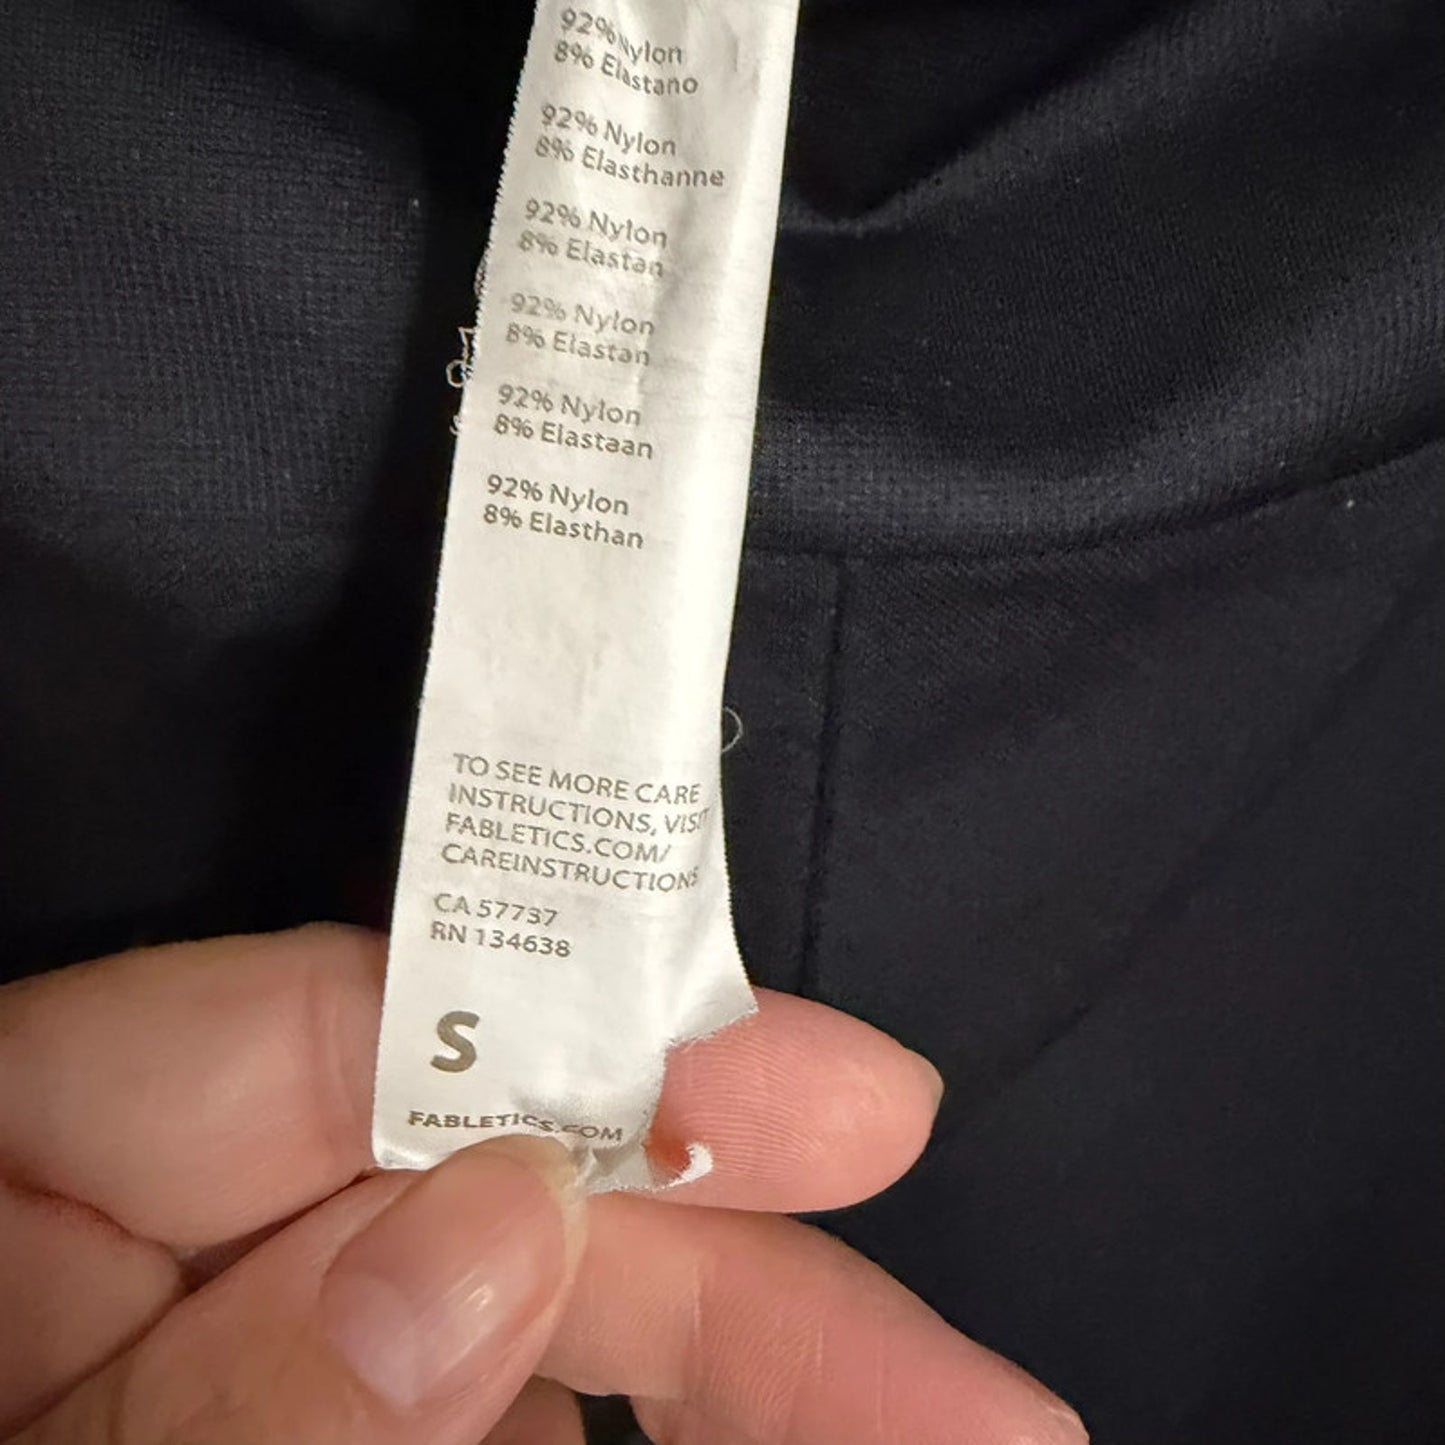 92% Nylon
8% Elastano
92% Nylon
8% Elasthanne
92% Nylon
8% Elastan
92% Nylon
8% Elastan
92% Nylon
8% Elastaan
92% Nylon
8% Elasthan
TO SEE MORE CARE
INSTRUCTIONS, VISIT
FABLETICS.COM/
CAREINSTRUCTIONS
CA 57737
RN 134638
S
FABLETICS.COM